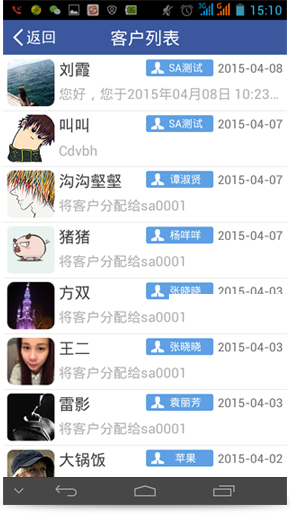 3G G 15:10
返回 客户列表
刘霞 SA测试 2015-04-08
您好，您于2015年04月08日 10:23...
叫叫 SA测试 2015-04-07
Cdvbh
沟沟壑壑 谭淑贤 2015-04-07
将客户分配给sa0001
猪猪 杨咩咩 2015-04-07
将客户分配给sa0001
方双 张晓晓 2015-04-03
将客户分配给sa0001
王二 张晓晓 2015-04-03
将客户分配给sa0001
雷影 袁丽芳 2015-04-03
将客户分配给sa0001
大锅饭 苹果 2015-04-02